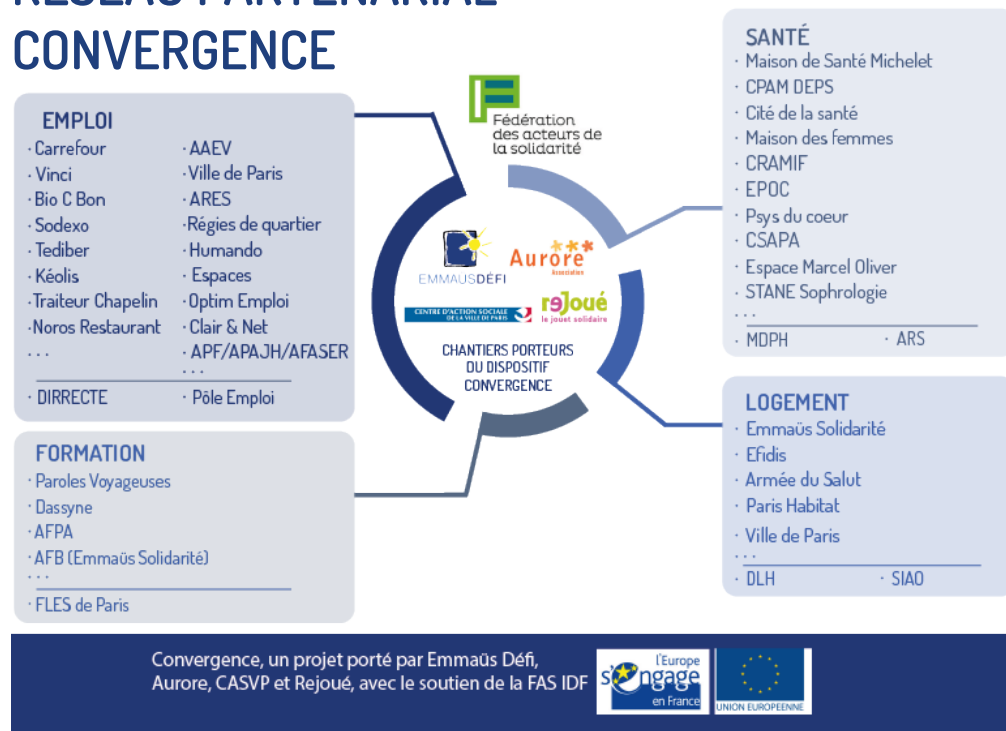 RÉSEAU PARTENARIAL
CONVERGENCE
EMPLOI
· Carrefour
· Vinci
· Bio C Bon
· Sodexo
· Tediber
· Kéolis
·Traiteur Chapelin
·Noros Restaurant
...
· AAEV
· Ville de Paris
· ARES
·Régies de quartier
· Humando
· Espaces
· Optim Emploi
· Clair & Net
· APF/APAJH/AFASER
...
· DIRRECTE
· Pôle Emploi
FORMATION
· Paroles Voyageuses
· Dassyne
· AFPA
· AFB (Emmaüs Solidarité)
...
· FLES de Paris
Fédération
des acteurs de
la solidarité
EMMAUSDÉFI
Aurore
Association
CENTRE D'ACTION SOCIALE
DE LA VILLE DE PARIS
reJoué
le jouet solidaire
CHANTIERS PORTEURS
DU DISPOSITIF
CONVERGENCE
SANTÉ
· Maison de Santé Michelet
· CPAM DEPS
· Cité de la santé
· Maison des femmes
· CRAMIF
· EPOC
· Psys du coeur
· CSAPA
· Espace Marcel Oliver
· STANE Sophrologie
...
· MDPH
· ARS
LOGEMENT
· Emmaüs Solidarité
· Efidis
· Armée du Salut
· Paris Habitat
· Ville de Paris
...
· DLH
· SIAO
Convergence, un projet porté par Emmaüs Défi,
Aurore, CASVP et Rejoué, avec le soutien de la FAS IDF
l'Europe
s'engage
en France
UNION EUROPEENNE